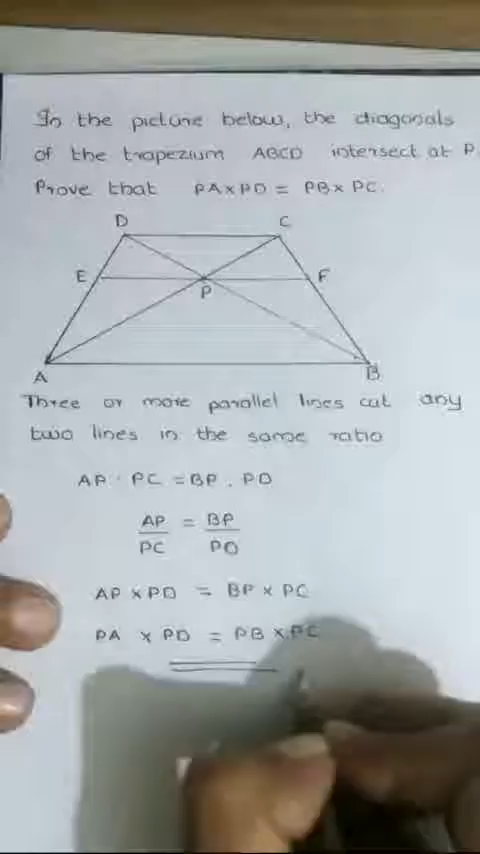 In the picture below, the diagonals
of the trapezium ABCD intersect at P.
Prove that PA×PD = PB×PC.
D C
E F
P
A B
Three or more parallel lines cut any
two lines in the same ratio
AP : PC = BP : PD
AP = BP
PC PD
AP × PD = BP × PC
PA × PD = PB × PC